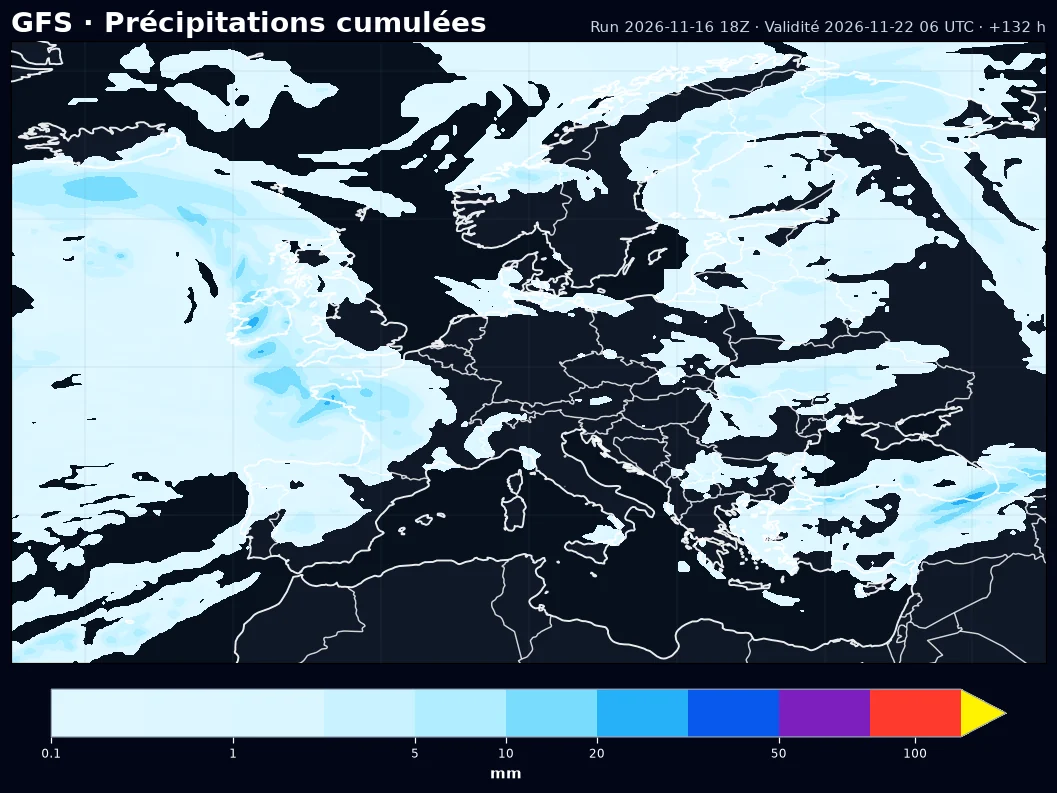 GFS · Précipitations cumulées
Run 2026-11-16 18Z · Validité 2026-11-22 06 UTC · +132 h
0.1 1 5 10 20 50 100
mm